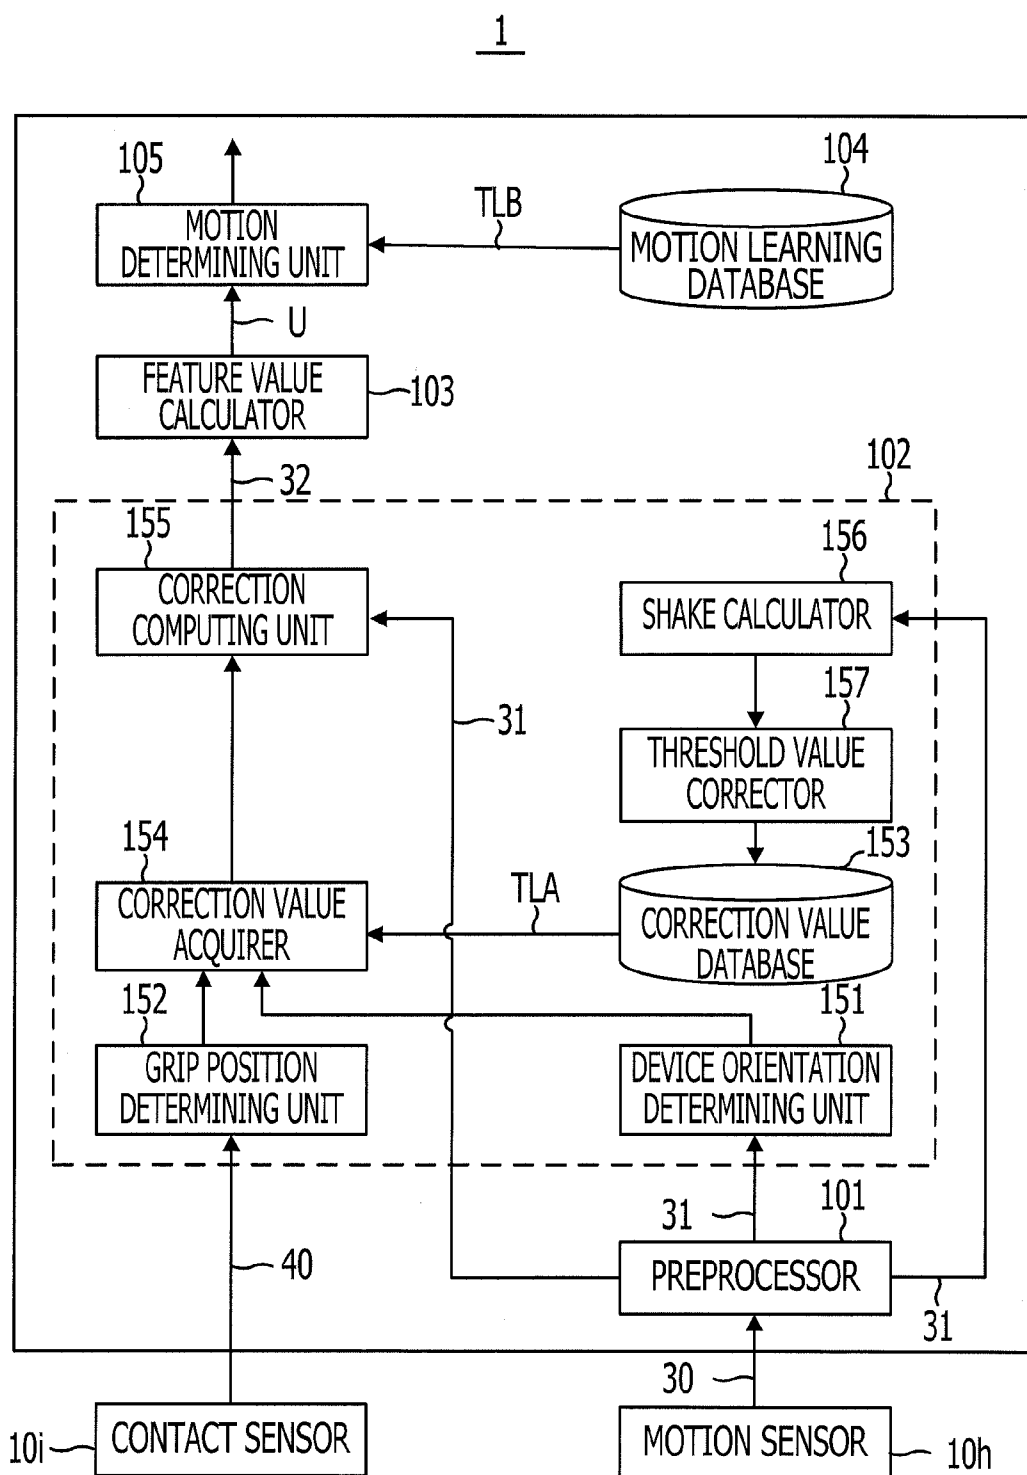 1
105
104
MOTION
DETERMINING UNIT
TLB
MOTION LEARNING
DATABASE
U
FEATURE VALUE
CALCULATOR
103
32
102
155
156
CORRECTION
COMPUTING UNIT
SHAKE CALCULATOR
31
157
THRESHOLD VALUE
CORRECTOR
154
153
CORRECTION VALUE
ACQUIRER
TLA
CORRECTION VALUE
DATABASE
152
151
GRIP POSITION
DETERMINING UNIT
DEVICE ORIENTATION
DETERMINING UNIT
40
31
101
PREPROCESSOR
31
30
10i
CONTACT SENSOR
MOTION SENSOR
10h